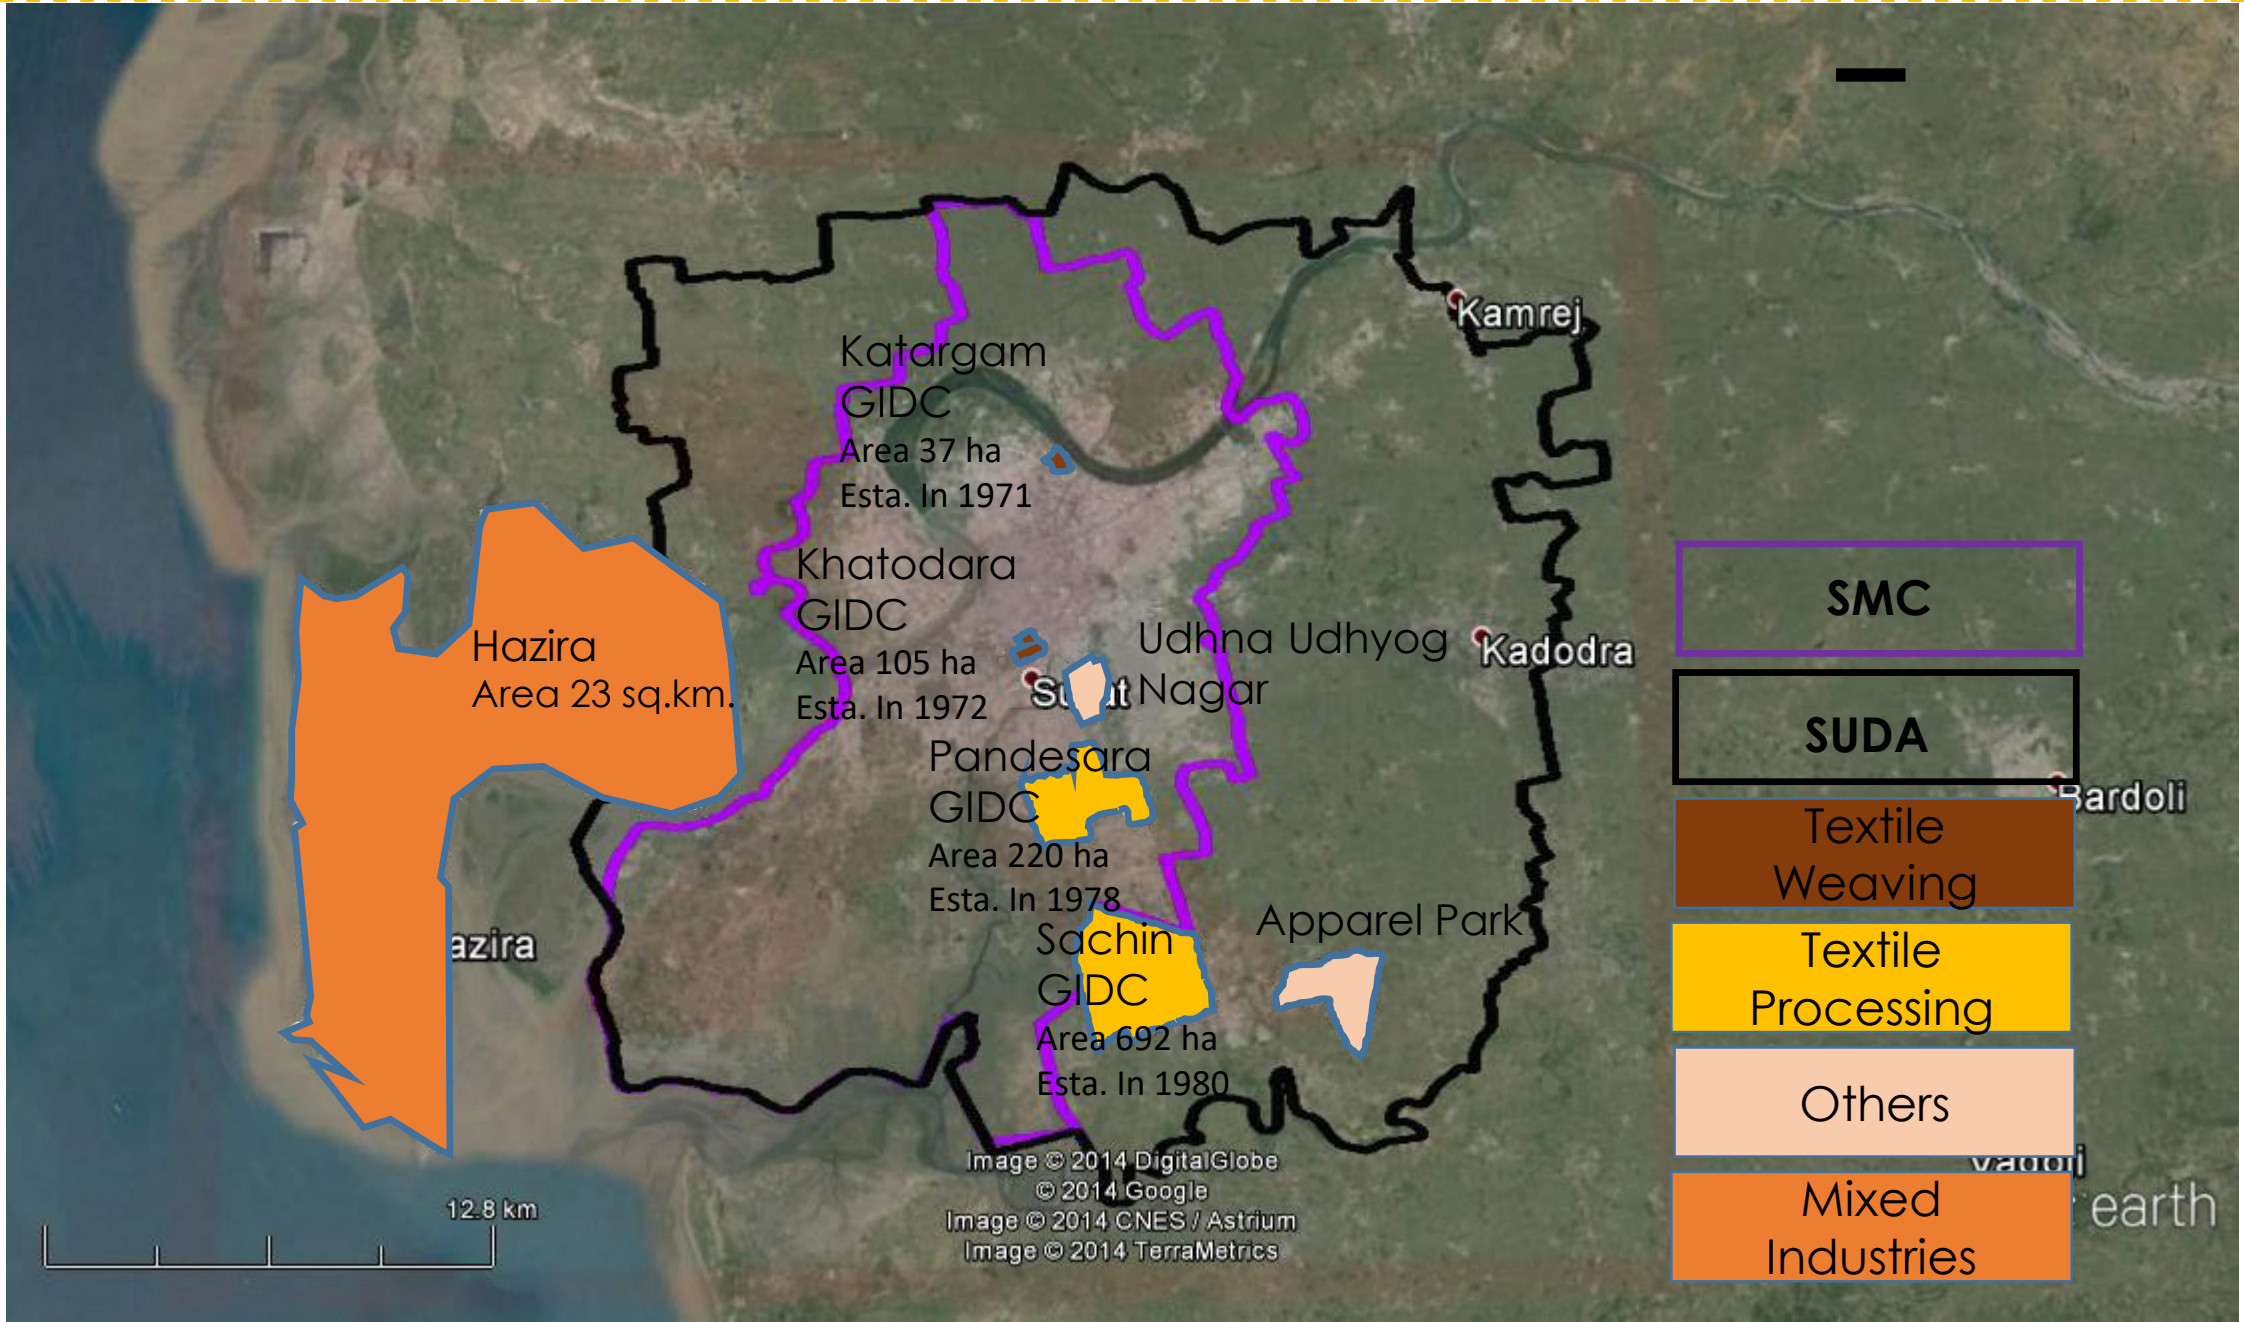 Kamrej
Katargam
GIDC
Area 37 ha
Esta. In 1971
Khatodara
GIDC
Area 105 ha
Esta. In 1972
Hazira
Area 23 sq.km.
Udhna Udhyog
Nagar
Kadodra
Pandesara
GIDC
Area 220 ha
Esta. In 1978
Sachin
GIDC
Area 692 ha
Esta. In 1980
Apparel Park
azira
SMC
SUDA
Bardoli
Textile
Weaving
Textile
Processing
Others
Mixed
Industries
earth
12.8 km
Image © 2014 DigitalGlobe
© 2014 Google
Image © 2014 CNES / Astrium
Image © 2014 TerraMetrics